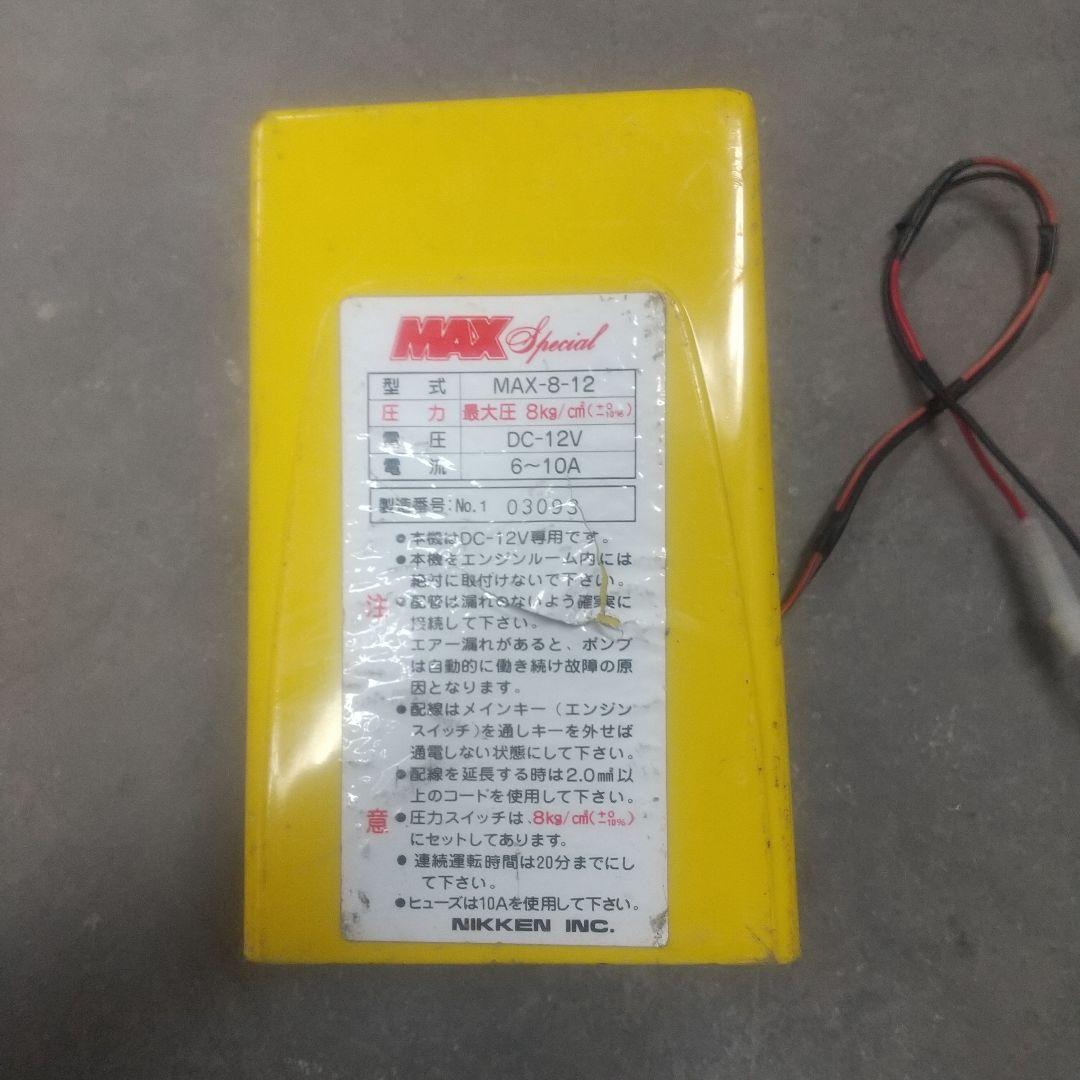 MAX Special
型式 MAX-8-12
圧力 最大圧 8kg/c㎡(+0 -10%)
電圧 DC-12V
電流 6～10A
製造番号:No.1 03093
注意
●本機はDC-12V専用です。
●本機をエンジンルーム内には
絶対に取付けないで下さい。
●配管は漏れのないよう確実に
接続して下さい。
エアー漏れがあると、ポンプ
は自動的に働き続け故障の原
因となります。
●配線はメインキー(エンジン
スイッチ)を通しキーを外せば
通電しない状態にして下さい。
●配線を延長する時は2.0m㎡以
上のコードを使用して下さい。
●圧力スイッチは、8kg/c㎡(±0 -10%)
にセットしてあります。
●連続運転時間は20分までにし
て下さい。
●ヒューズは10Aを使用して下さい。
NIKKEN INC.